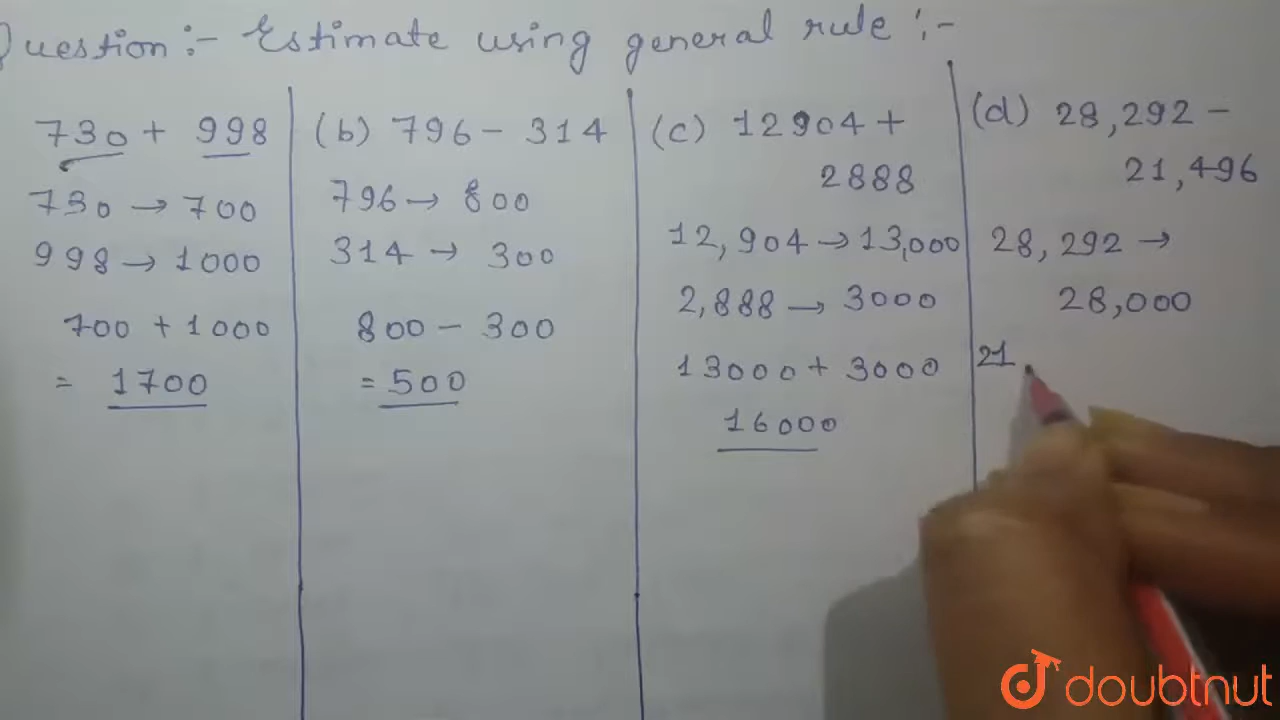 Question :- Estimate using general rule :-
730 + 998
730 → 700
998 → 1000
700 + 1000
= 1700
(b) 796 - 314
796 → 800
314 → 300
800 - 300
= 500
(c) 12904 +
2888
12,904 → 13,000
2,888 → 3000
13000 + 3000
16000
(d) 28,292 -
21,496
28,292 →
28,000
21
doubtnut